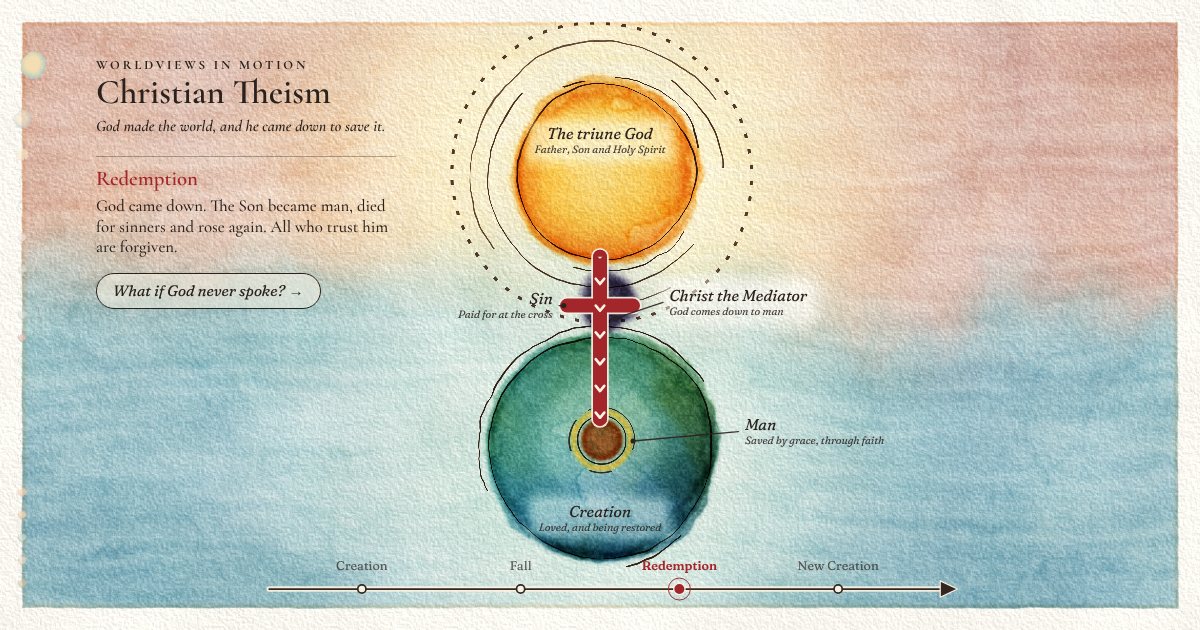 WORLDVIEWS IN MOTION
Christian Theism
God made the world, and he came down to save it.
Redemption
God came down. The Son became man, died
for sinners and rose again. All who trust him
are forgiven.
What if God never spoke? →
The triune God
Father, Son and Holy Spirit
Sin
Paid for at the cross
Christ the Mediator
God comes down to man
Man
Saved by grace, through faith
Creation
Loved, and being restored
Creation
Fall
Redemption
New Creation